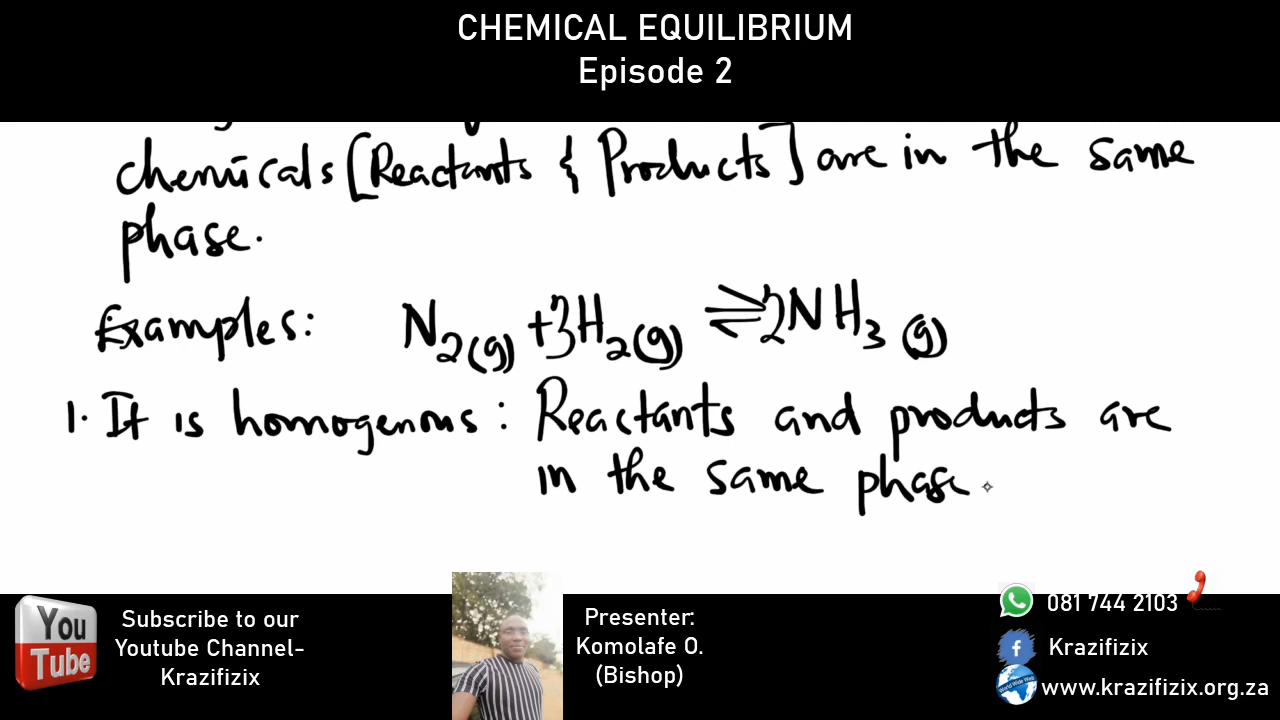 CHEMICAL EQUILIBRIUM
Episode 2
chemicals [Reactants & Products] are in the same
phase.
Examples: N2(g) + 3H2(g) ⇌ 2NH3 (g)
1. It is homogenous: Reactants and products are
in the same phase
You
Tube
Subscribe to our
Youtube Channel-
Krazifizix
Presenter:
Komolafe O.
(Bishop)
081 744 2103
Krazifizix
www.krazifizix.org.za